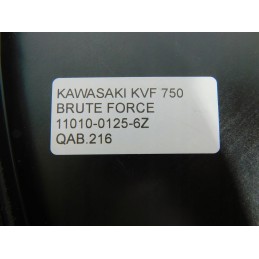 KAWASAKI KVF 750
BRUTE FORCE
11010-0125-6Z
QAB.216